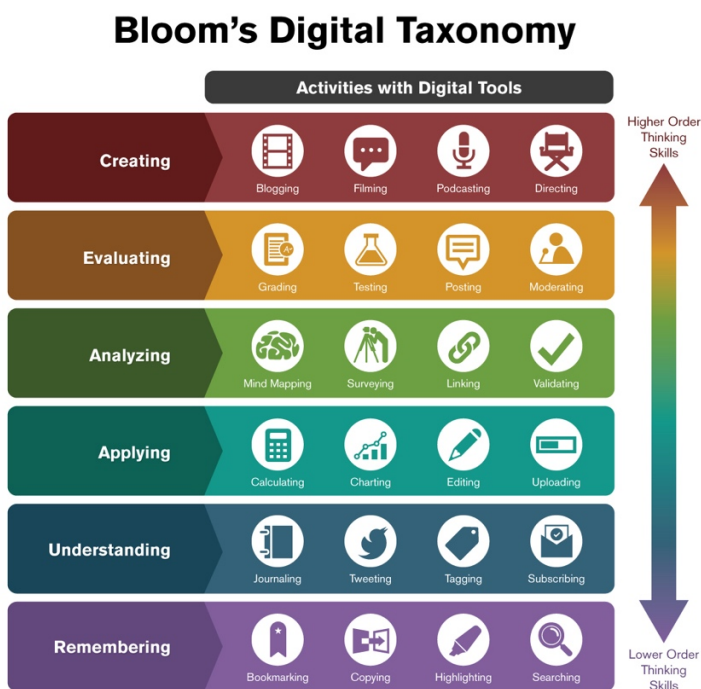 Bloom's Digital Taxonomy
Activities with Digital Tools
Higher Order
Thinking
Skills
Creating
Blogging Filming Podcasting Directing
Evaluating
A+
Grading Testing Posting Moderating
Analyzing
Mind Mapping Surveying Linking Validating
Applying
Calculating Charting Editing Uploading
Understanding
Journaling Tweeting Tagging Subscribing
Remembering
Bookmarking Copying Highlighting Searching
Lower Order
Thinking
Skills